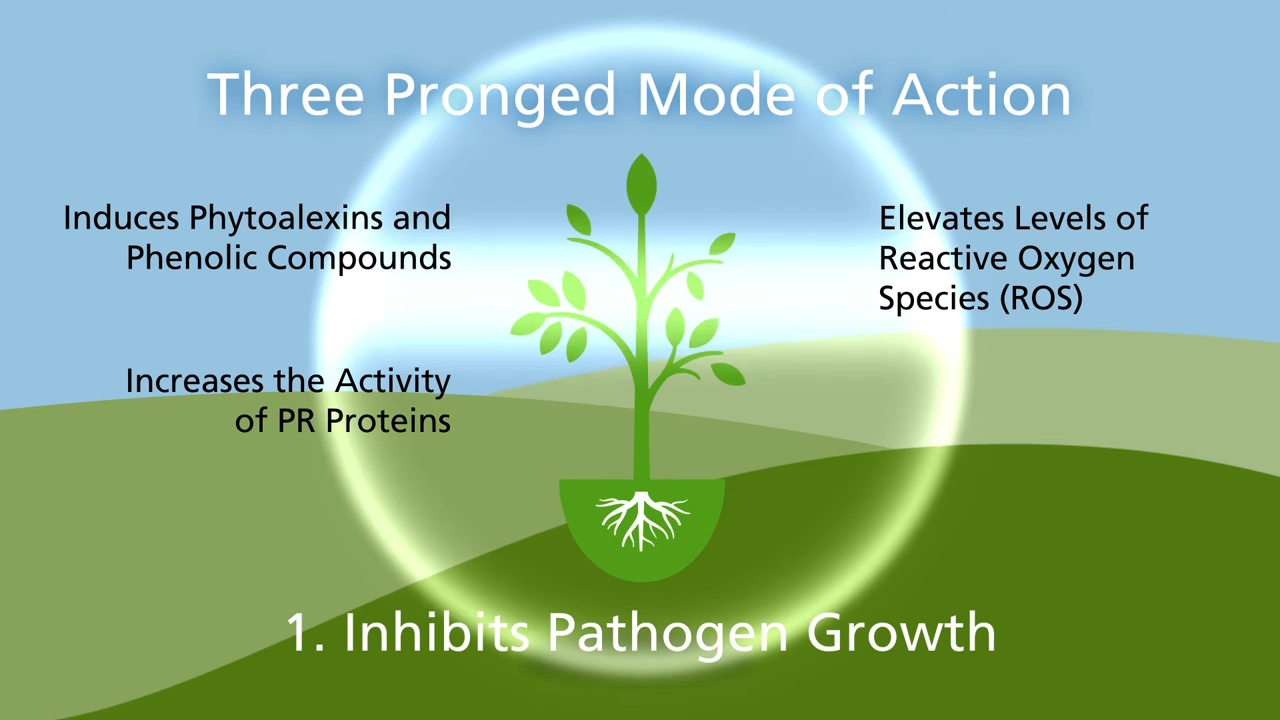 Three Pronged Mode of Action
Induces Phytoalexins and
Phenolic Compounds
Increases the Activity
of PR Proteins
Elevates Levels of
Reactive Oxygen
Species (ROS)
1. Inhibits Pathogen Growth